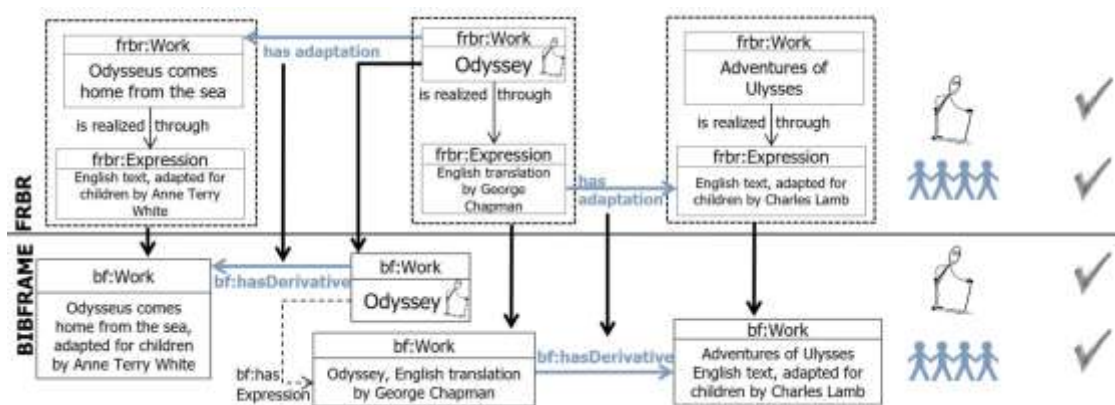 FRBR
frbr:Work
Odysseus comes
home from the sea
is realized through
frbr:Expression
English text, adapted for
children by Anne Terry
White
has adaptation
frbr:Work
Odyssey
is realized through
frbr:Expression
English translation
by George
Chapman
has
adaptation
frbr:Work
Adventures of
Ulysses
is realized through
frbr:Expression
English text, adapted for
children by Charles Lamb
BIBFRAME
bf:Work
Odysseus comes
home from the sea,
adapted for children
by Anne Terry White
bf:hasDerivative
bf:Work
Odyssey
bf:has
Expression
bf:Work
Odyssey, English translation
by George Chapman
bf:hasDerivative
bf:Work
Adventures of Ulysses
English text, adapted for
children by Charles Lamb